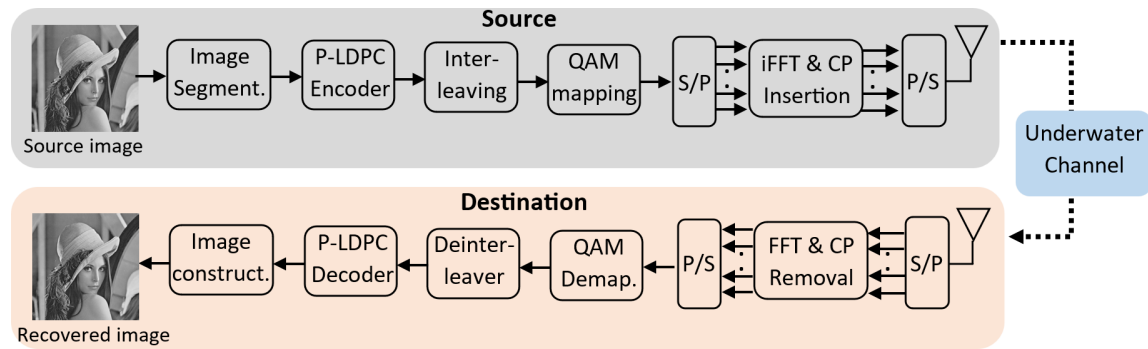 Source
Image
Segment.
P-LDPC
Encoder
Inter-
leaving
QAM
mapping
S/P
iFFT & CP
Insertion
P/S
Source image
Underwater
Channel
Destination
Image
construct.
P-LDPC
Decoder
Deinter-
leaver
QAM
Demap.
P/S
FFT & CP
Removal
S/P
Recovered image